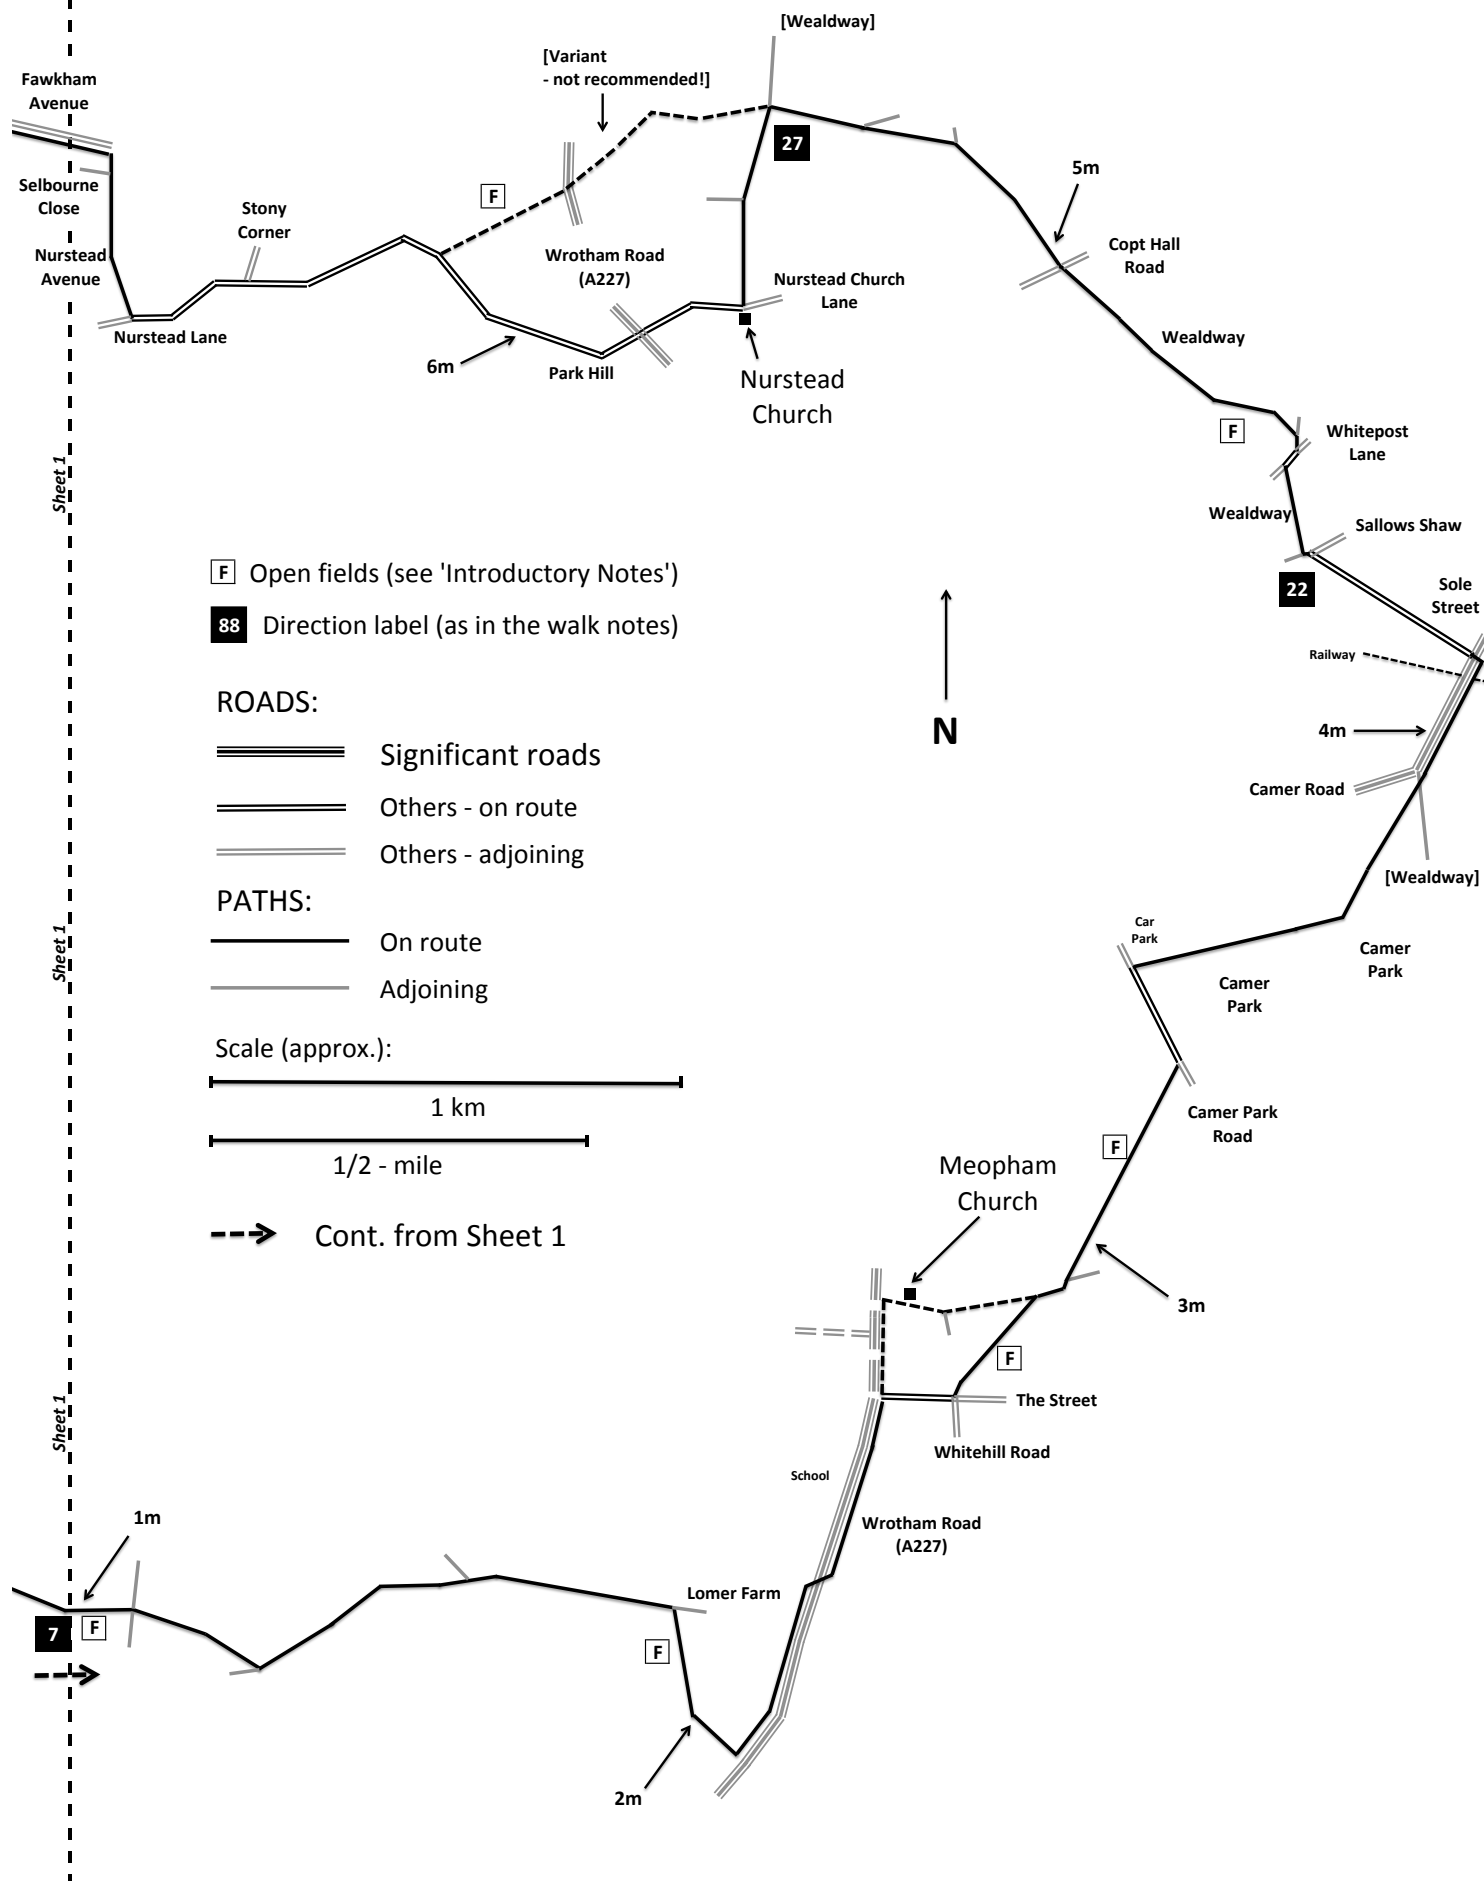 [Wealdway]
[Variant
- not recommended!]
Fawkham
Avenue
27
5m
Selbourne
Close
F
Stony
Corner
Copt Hall
Road
Nurstead
Avenue
Wrotham Road
(A227)
Nurstead Church
Lane
Nurstead Lane
Wealdway
6m
Park Hill
Nurstead
Church
F
Whitepost
Lane
Sheet 1
Wealdway
Sallows Shaw
F Open fields (see 'Introductory Notes')
22
Sole
Street
88 Direction label (as in the walk notes)
Railway
ROADS:
N
4m
Significant roads
Camer Road
Others - on route
Others - adjoining
[Wealdway]
PATHS:
Car
Park
On route
Sheet 1
Camer
Park
Camer
Park
Adjoining
Scale (approx.):
1 km
Camer Park
Road
F
1/2 - mile
Meopham
Church
Cont. from Sheet 1
3m
F
The Street
Sheet 1
Whitehill Road
School
1m
Wrotham Road
(A227)
Lomer Farm
7
F
F
2m